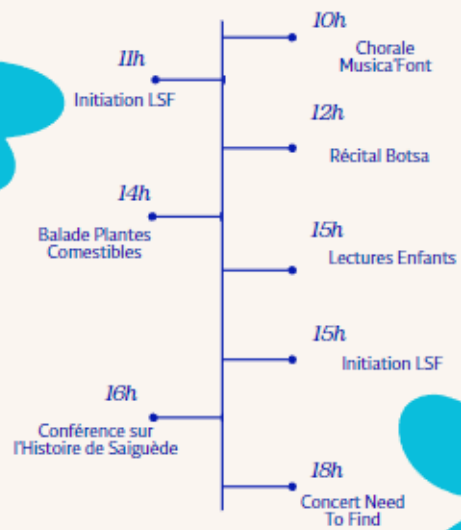 10h
Chorale
Musica'Font
11h
Initiation LSF
12h
Récital Botsa
14h
Balade Plantes
Comestibles
15h
Lectures Enfants
15h
Initiation LSF
16h
Conférence sur
l'Histoire de Saiguède
18h
Concert Need
To Find